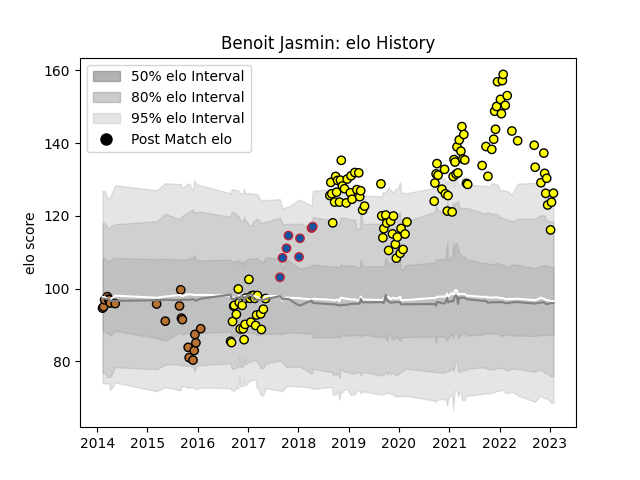 Benoit Jasmin: elo History
50% elo Interval
80% elo Interval
95% elo Interval
Post Match elo
elo score
160
140
120
100
80
2014 2015 2016 2017 2018 2019 2020 2021 2022 2023